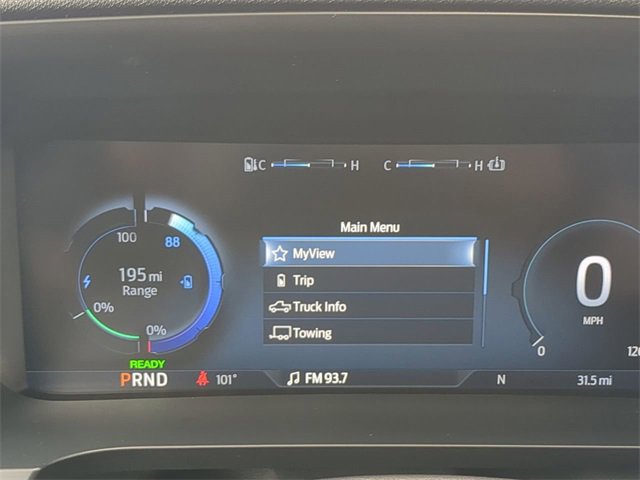 C H C H
Main Menu
MyView
Trip
Truck Info
Towing
100 88
195 mi
Range
0%
0%
READY
PRND 101° FM 93.7 N 31.5 mi
0
MPH
0 120